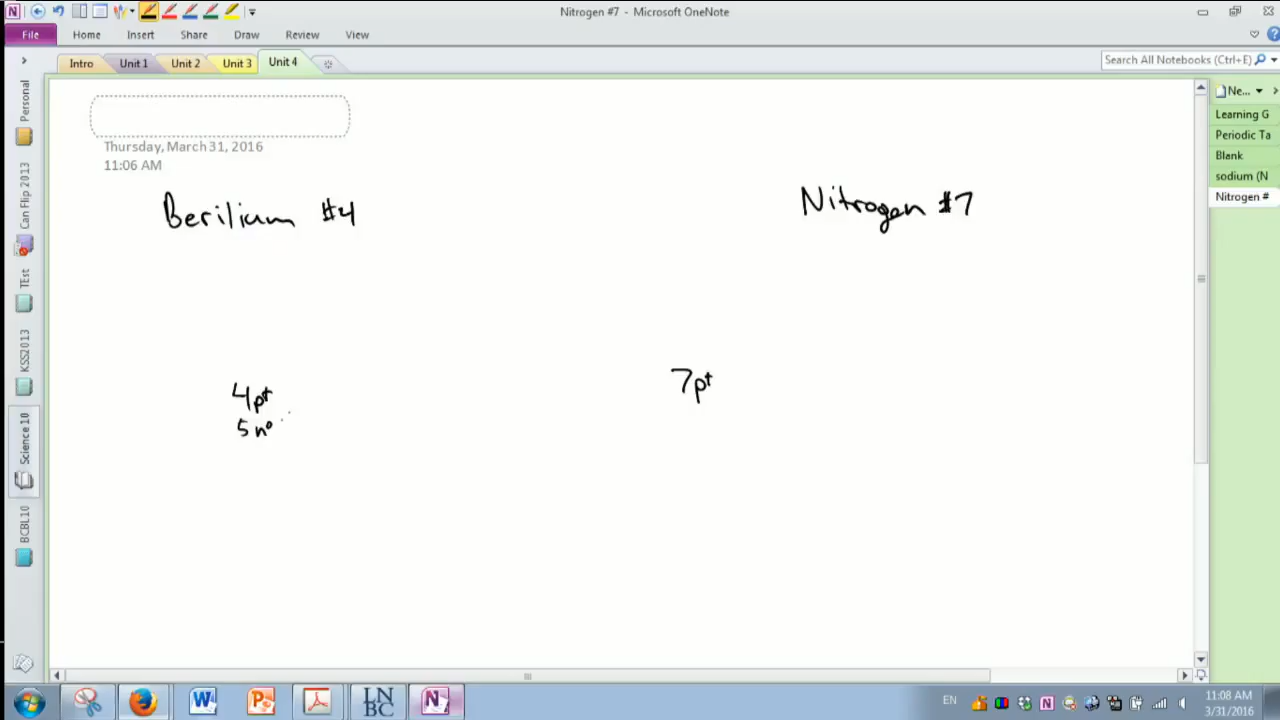 Nitrogen #7 - Microsoft OneNote
File Home Insert Share Draw Review View
Intro Unit 1 Unit 2 Unit 3 Unit 4
Search All Notebooks (Ctrl+E)
Personal
Can Flip 2013
TEst
KSS2013
Science 10
BCBL10
Ne...
Learning G
Periodic Ta
Blank
sodium (N
Nitrogen #
Thursday, March 31, 2016
11:06 AM
Berilium #4
Nitrogen #7
4p+
5n°
7p+
LN
BC
EN
11:08 AM
3/31/2016